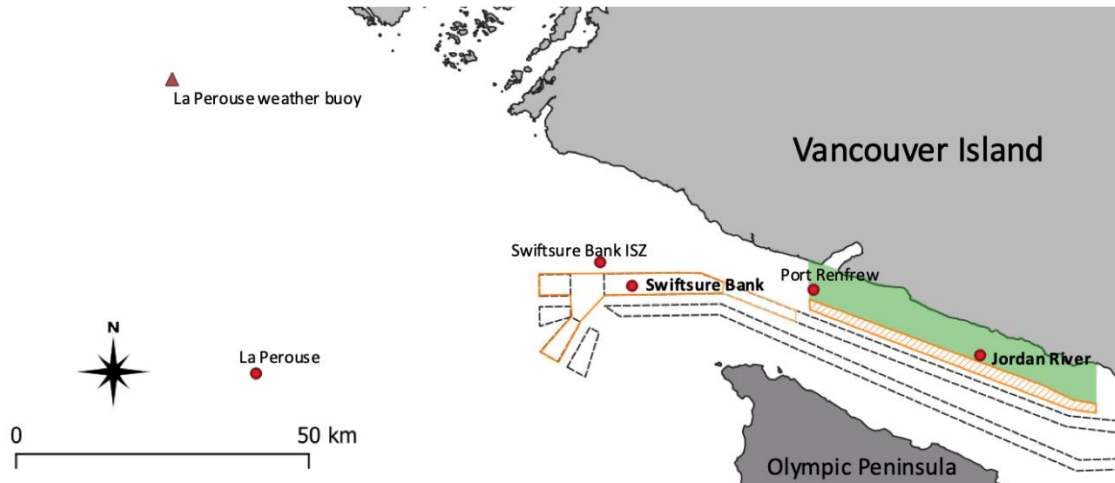 La Perouse weather buoy
Vancouver Island
Swiftsure Bank ISZ
Port Renfrew
Swiftsure Bank
N
La Perouse
Jordan River
0
50 km
Olympic Peninsula